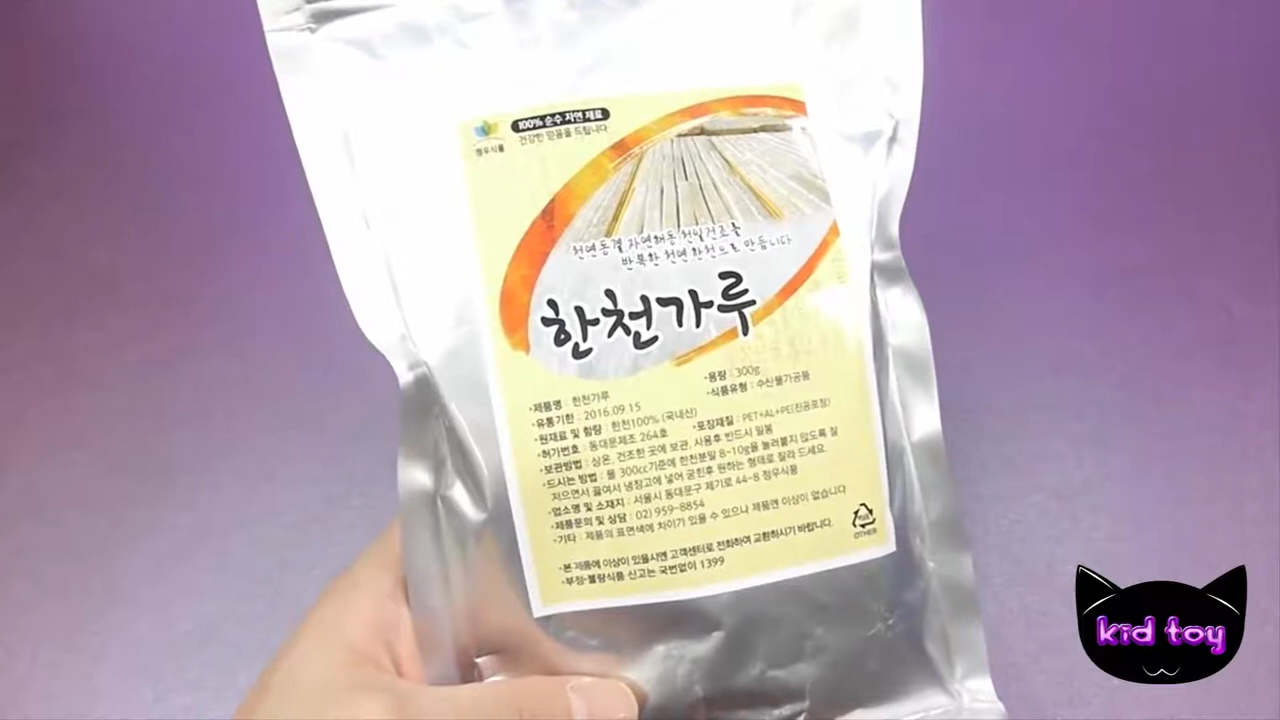 100% 순수 자연 재료
건강한 믿음을 드립니다
정우식품
천연동결, 자연해동, 천일건조를
반복한 천연 한천으로 만듭니다
한천가루
•제품명 : 한천가루
•용량 : 300g
•유통기한 : 2016.09.15
•식품유형 : 수산물가공품
•원재료 및 함량 : 한천100% (국내산)
•허가번호 : 동대문제조 264호 •포장재질 : PET+AL+PE(진공포장)
•보관방법 : 상온, 건조한 곳에 보관, 사용후 반드시 밀봉
•드시는 방법 : 물 300cc기준에 한천분말 8~10g을 눌러붙지 않도록 잘
저으면서 끓여서 냉장고에 넣어 굳힌후 원하는 형태로 잘라 드세요.
•업소명 및 소재지 : 서울시 동대문구 제기로 44-8 정우식품
•제품문의 및 상담 : 02) 959-8854
•기타 : 제품의 표면색에 차이가 있을 수 있으나 제품엔 이상이 없습니다
•본 제품에 이상이 있을시엔 고객센터로 전화하여 교환하시기 바랍니다.
•부정·불량식품 신고는 국번없이 1399
OTHER
kid toy